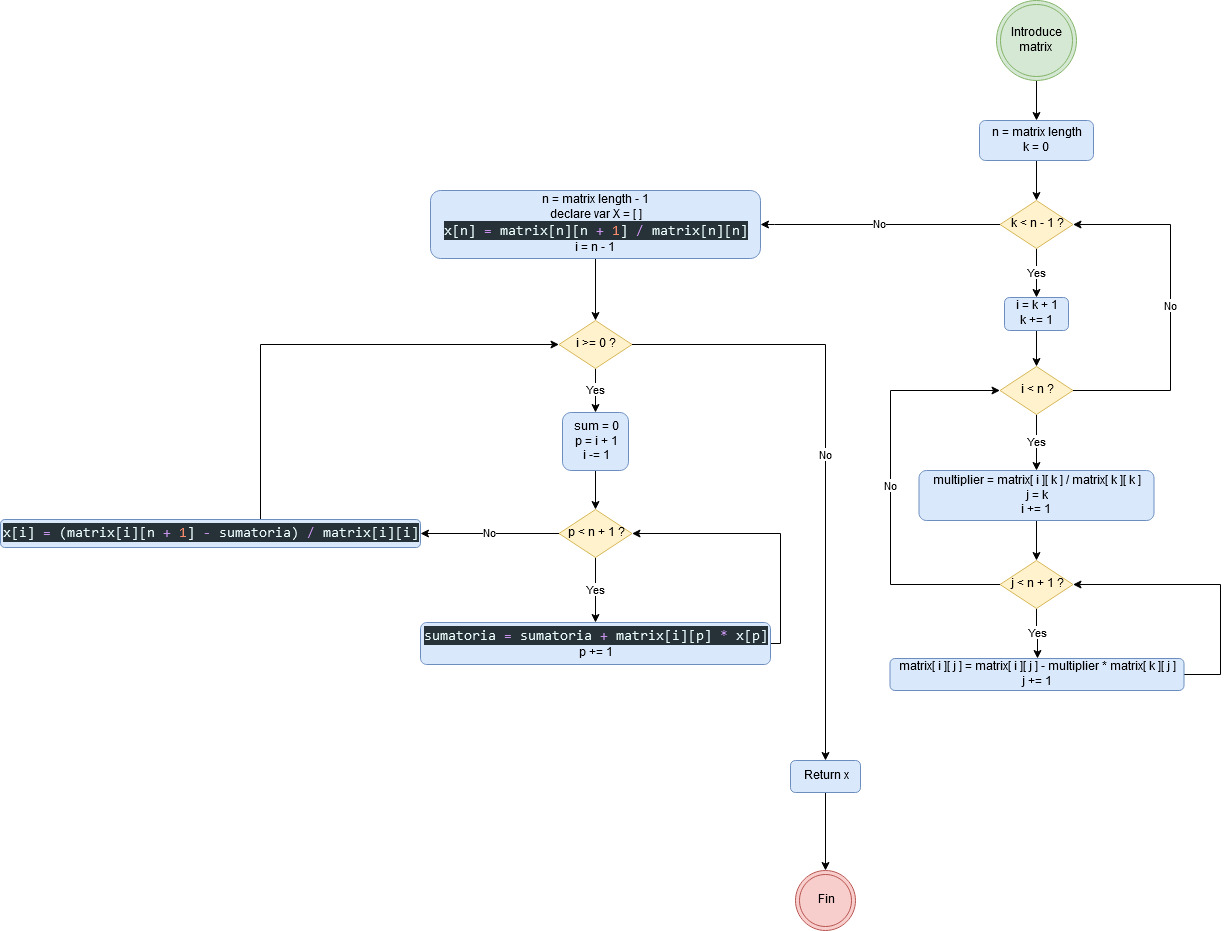 Introduce
matrix
n = matrix length
k = 0
k < n - 1 ?
No
Yes
i = k + 1
k += 1
No
i < n ?
Yes
multiplier = matrix[ i ][ k ] / matrix[ k ][ k ]
j = k
i += 1
No
j < n + 1 ?
Yes
matrix[ i ][ j ] = matrix[ i ][ j ] - multiplier * matrix[ k ][ j ]
j += 1
n = matrix length - 1
declare var X = [ ]
x[n] = matrix[n][n + 1] / matrix[n][n]
i = n - 1
i >= 0 ?
Yes
No
sum = 0
p = i + 1
i -= 1
p < n + 1 ?
No
x[i] = (matrix[i][n + 1] - sumatoria) / matrix[i][i]
Yes
sumatoria = sumatoria + matrix[i][p] * x[p]
p += 1
Return x
Fin